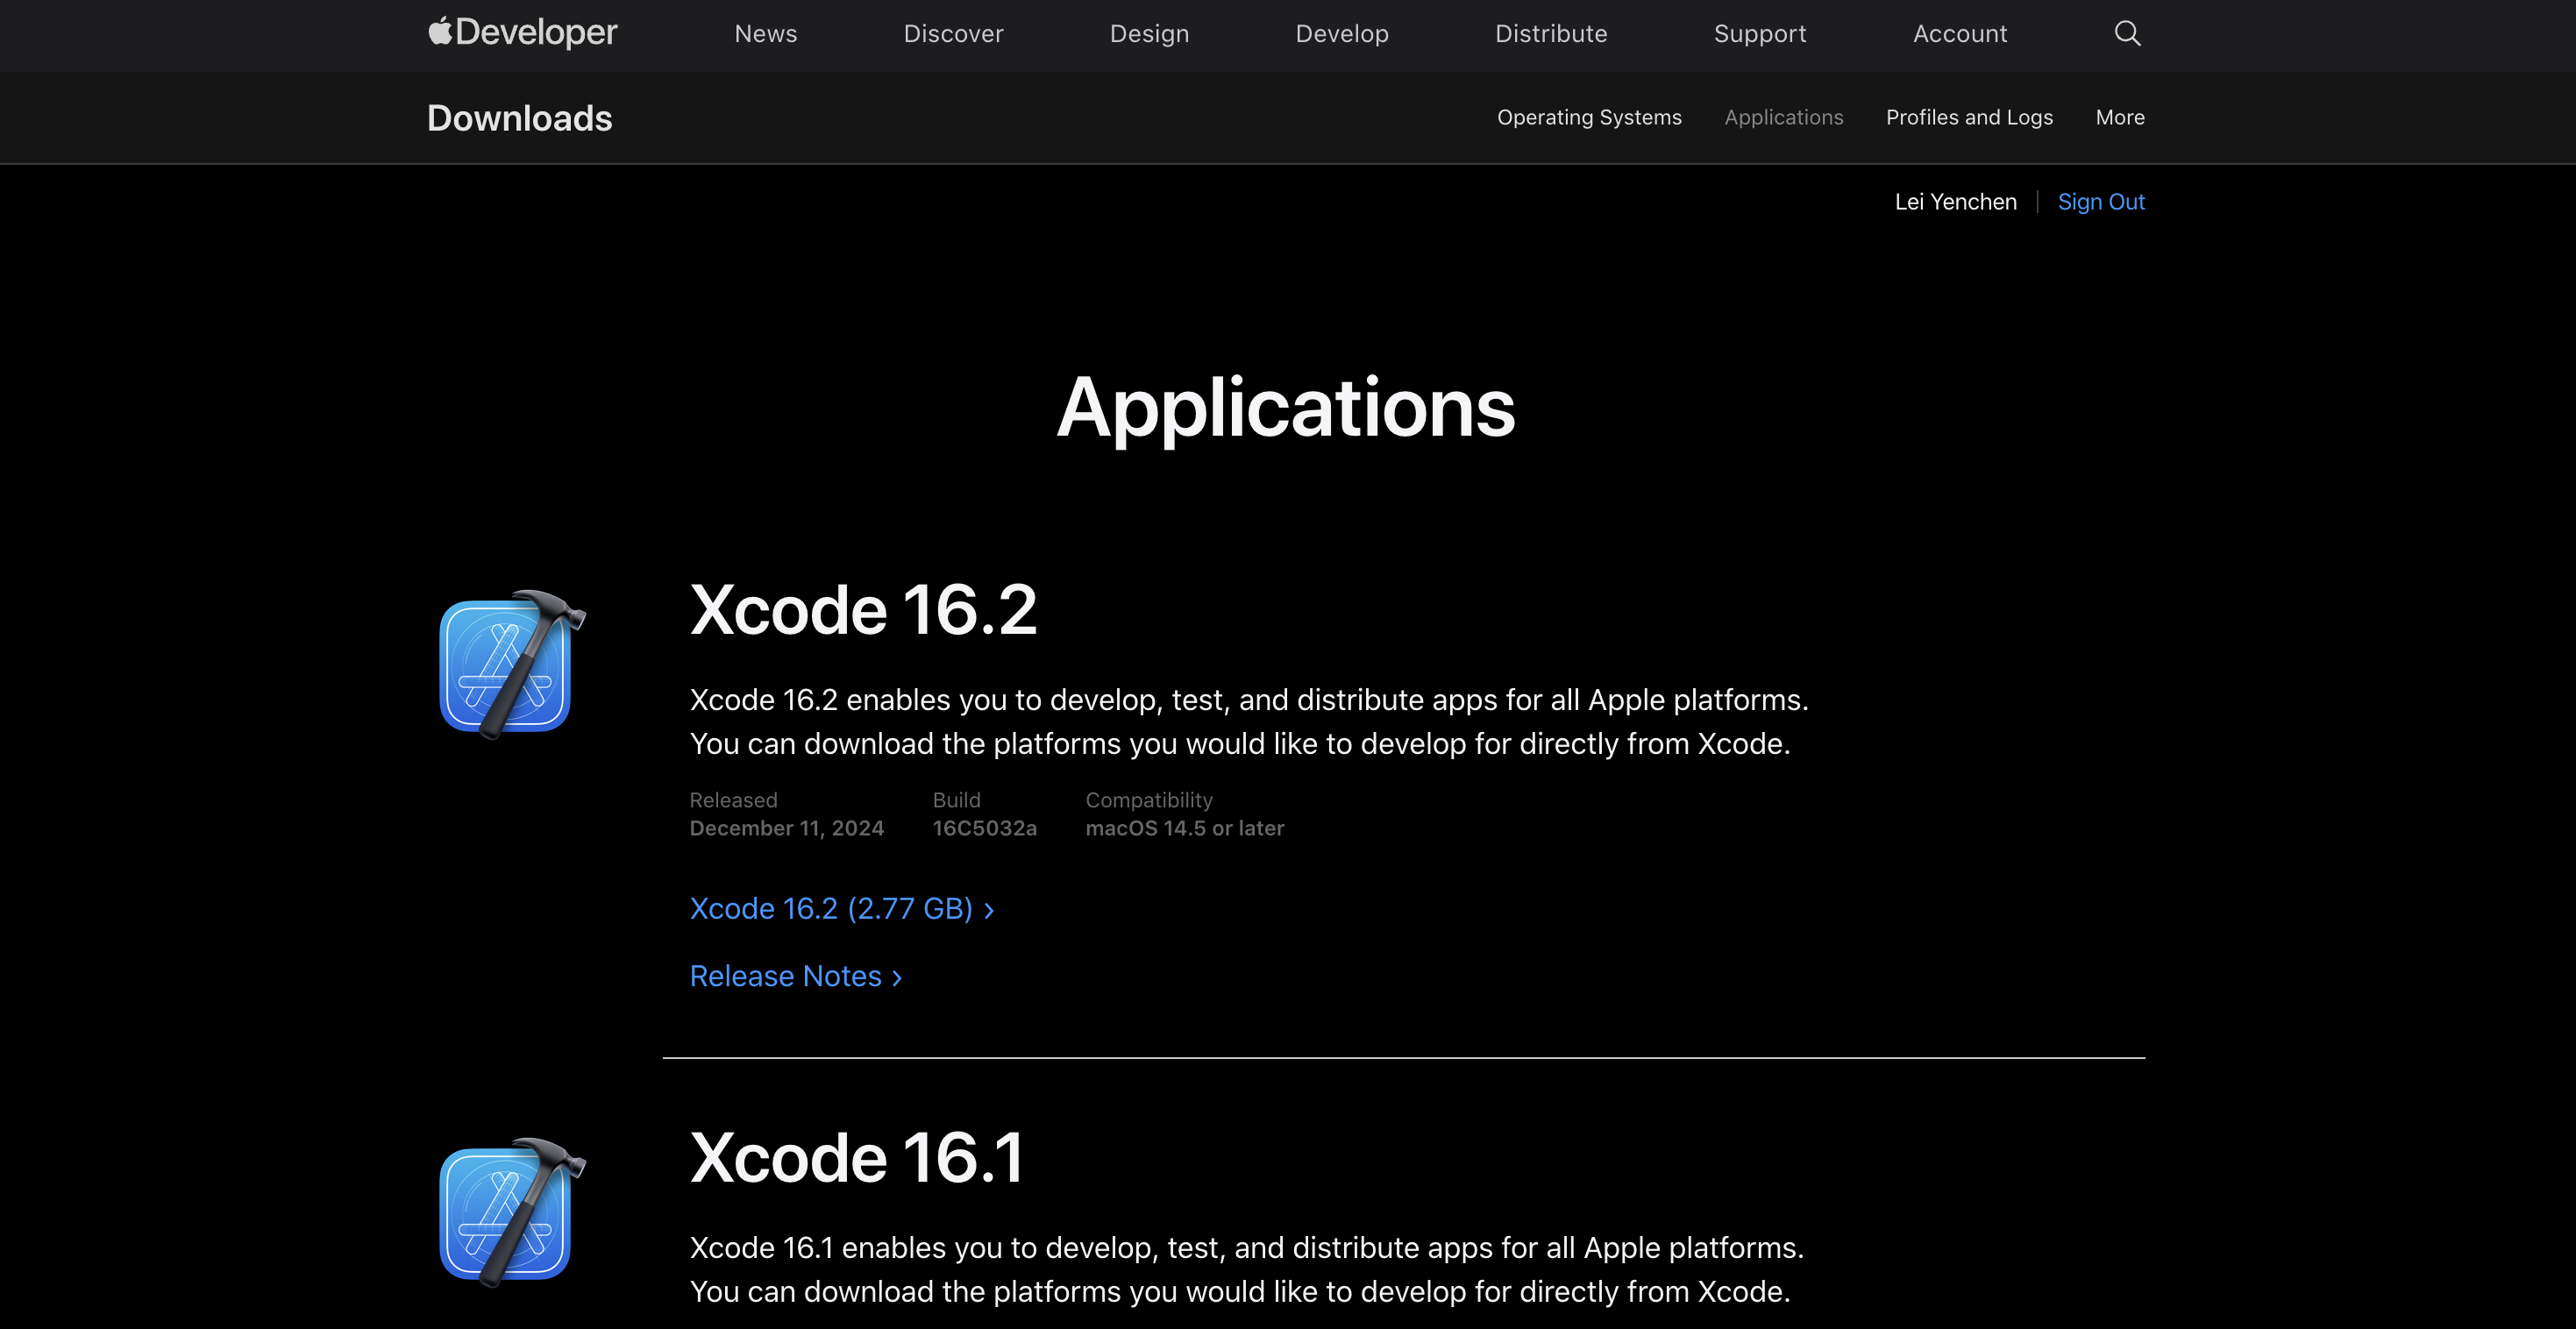 Developer
News
Discover
Design
Develop
Distribute
Support
Account
Downloads
Operating Systems
Applications
Profiles and Logs
More
Lei Yenchen
Sign Out
Applications
Xcode 16.2
Xcode 16.2 enables you to develop, test, and distribute apps for all Apple platforms.
You can download the platforms you would like to develop for directly from Xcode.
Released
December 11, 2024
Build
16C5032a
Compatibility
macOS 14.5 or later
Xcode 16.2 (2.77 GB) ›
Release Notes ›
Xcode 16.1
Xcode 16.1 enables you to develop, test, and distribute apps for all Apple platforms.
You can download the platforms you would like to develop for directly from Xcode.